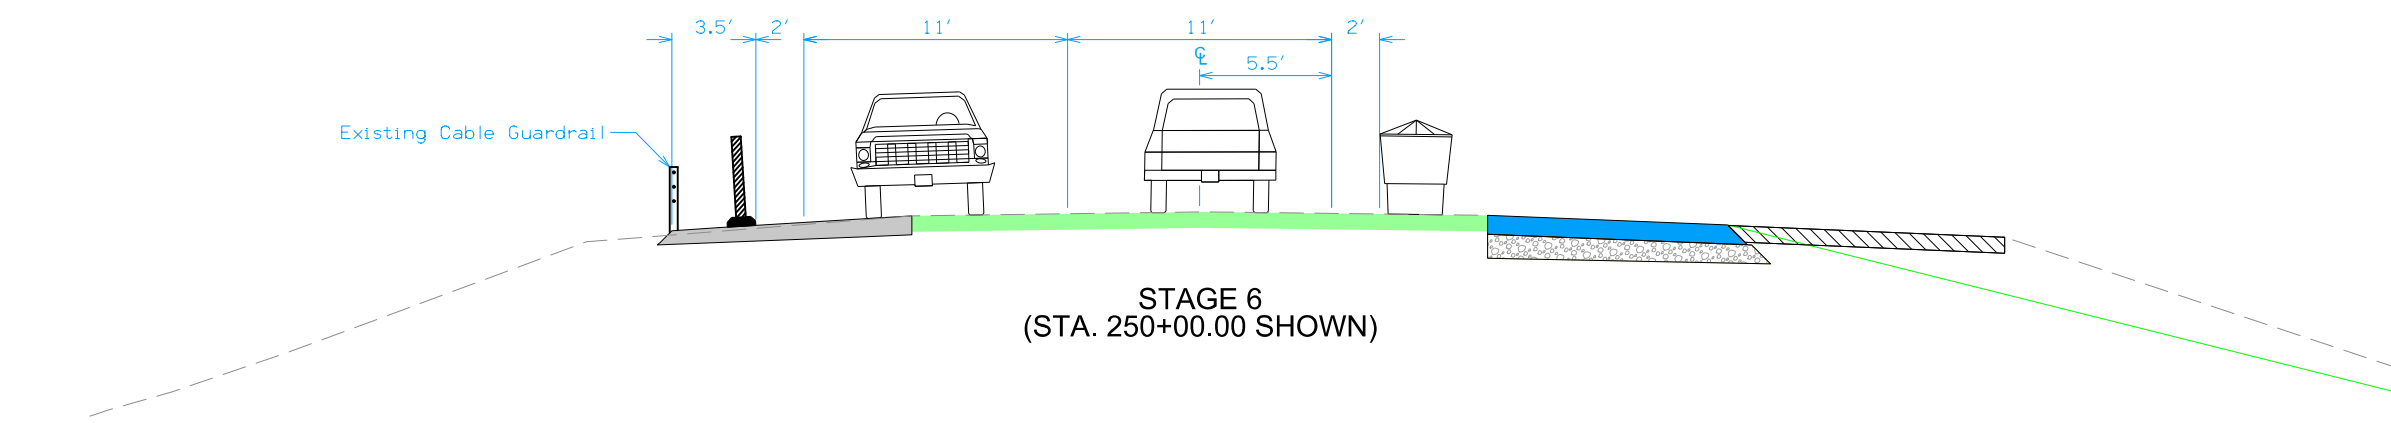 3.5′ 2′ 11′ 11′ 2′
℄
5.5′
Existing Cable Guardrail
STAGE 6
(STA. 250+00.00 SHOWN)